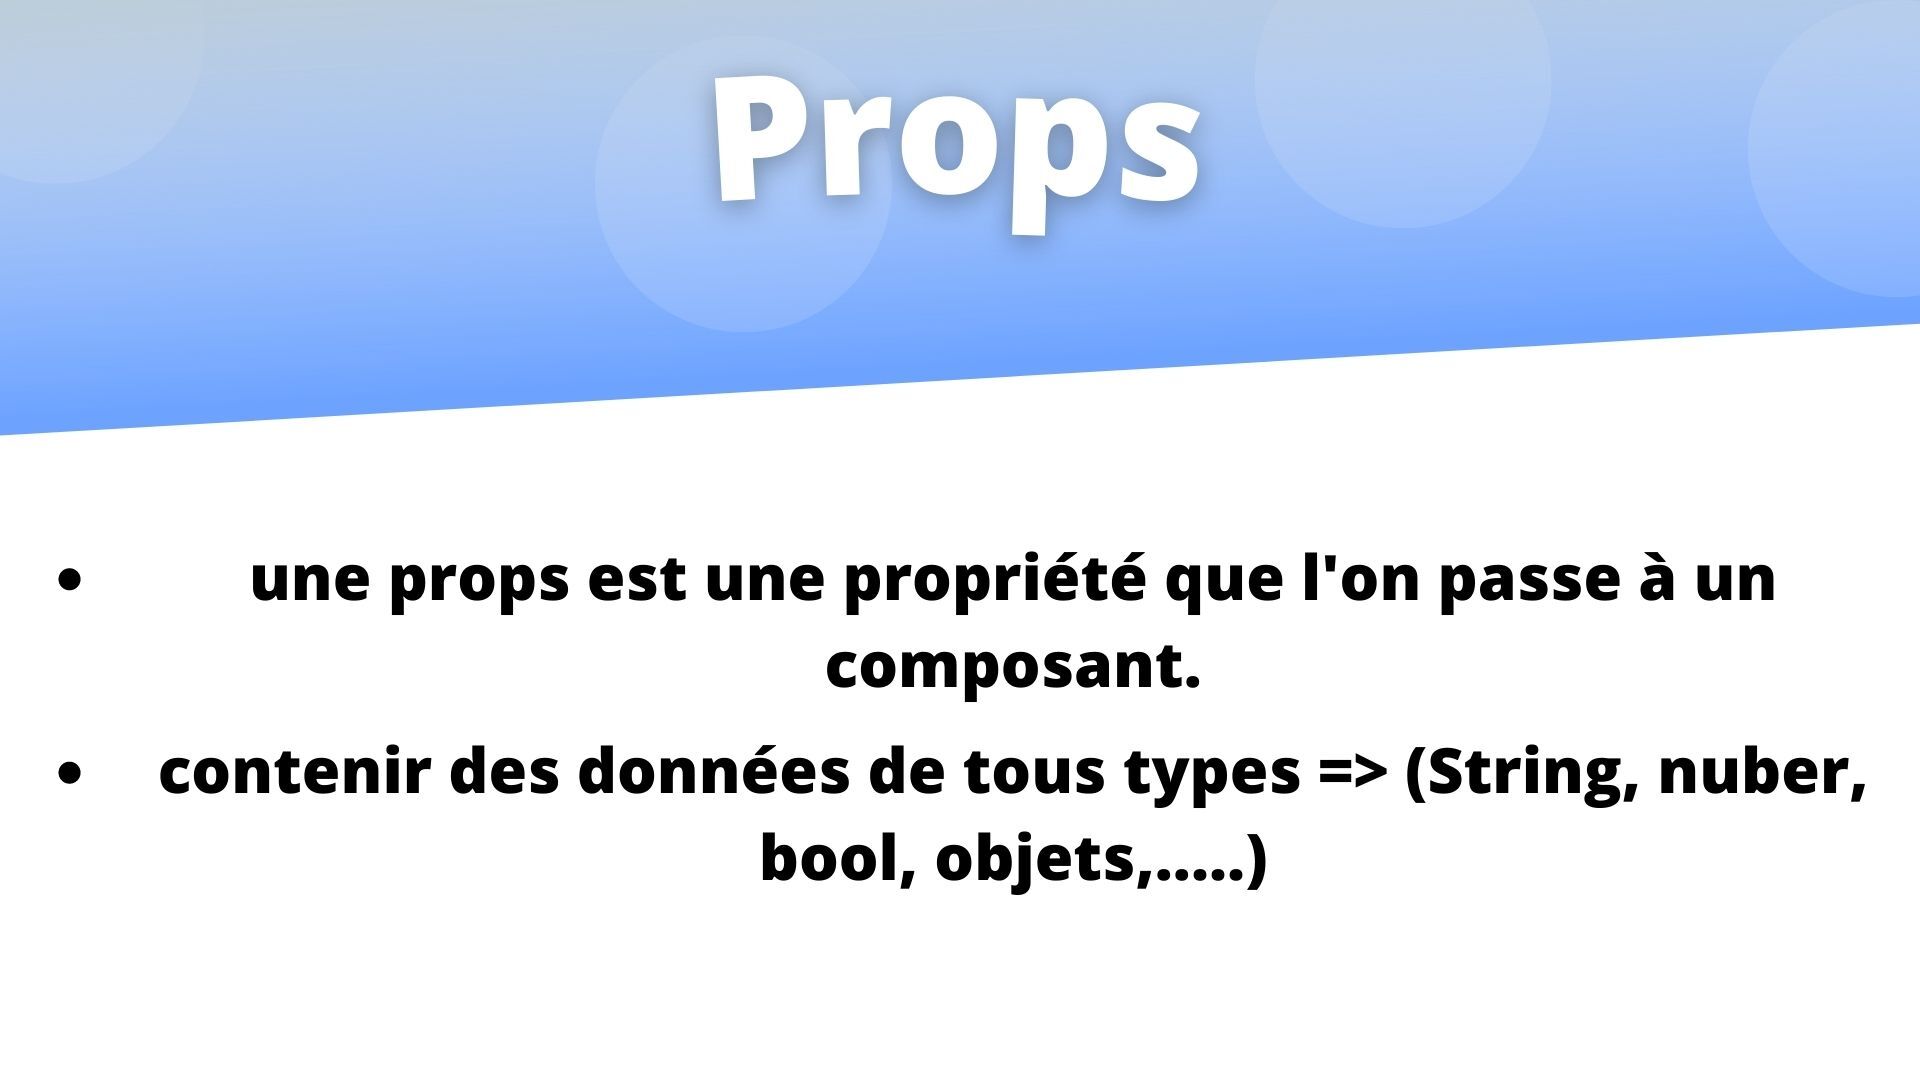 Props
• une props est une propriété que l'on passe à un
composant.
• contenir des données de tous types => (String, nuber,
bool, objets,.....)